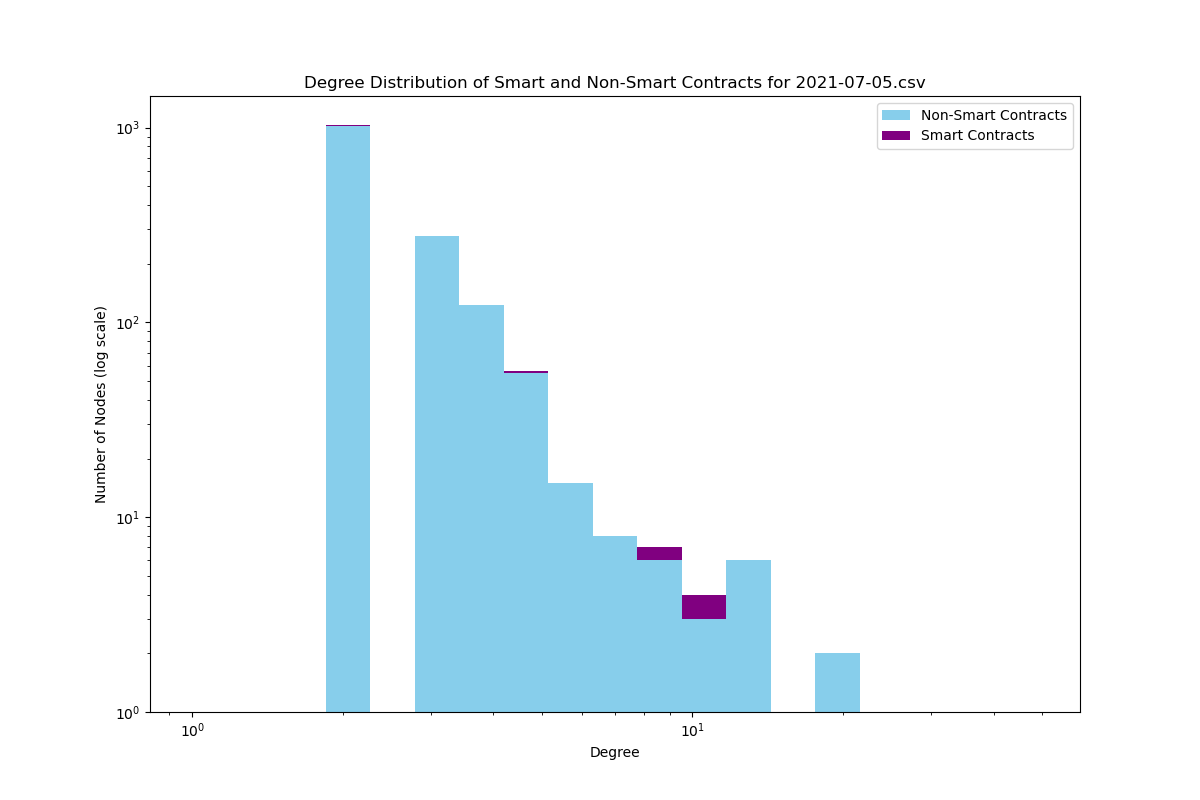 Degree Distribution of Smart and Non-Smart Contracts for 2021-07-05.csv
Non-Smart Contracts
Smart Contracts
Number of Nodes (log scale)
10³
10²
10¹
10⁰
10⁰ 10¹
Degree